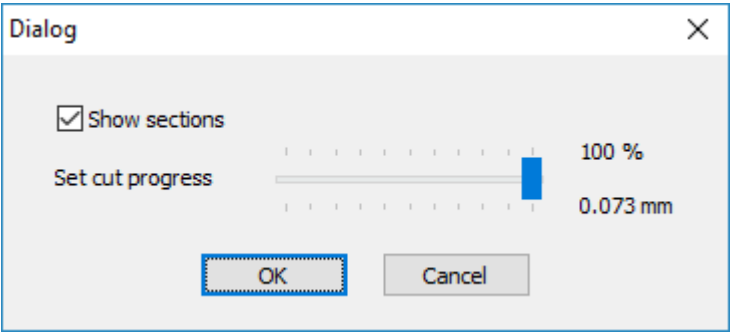 Dialog
Show sections
100 %
Set cut progress
0.073 mm
OK
Cancel